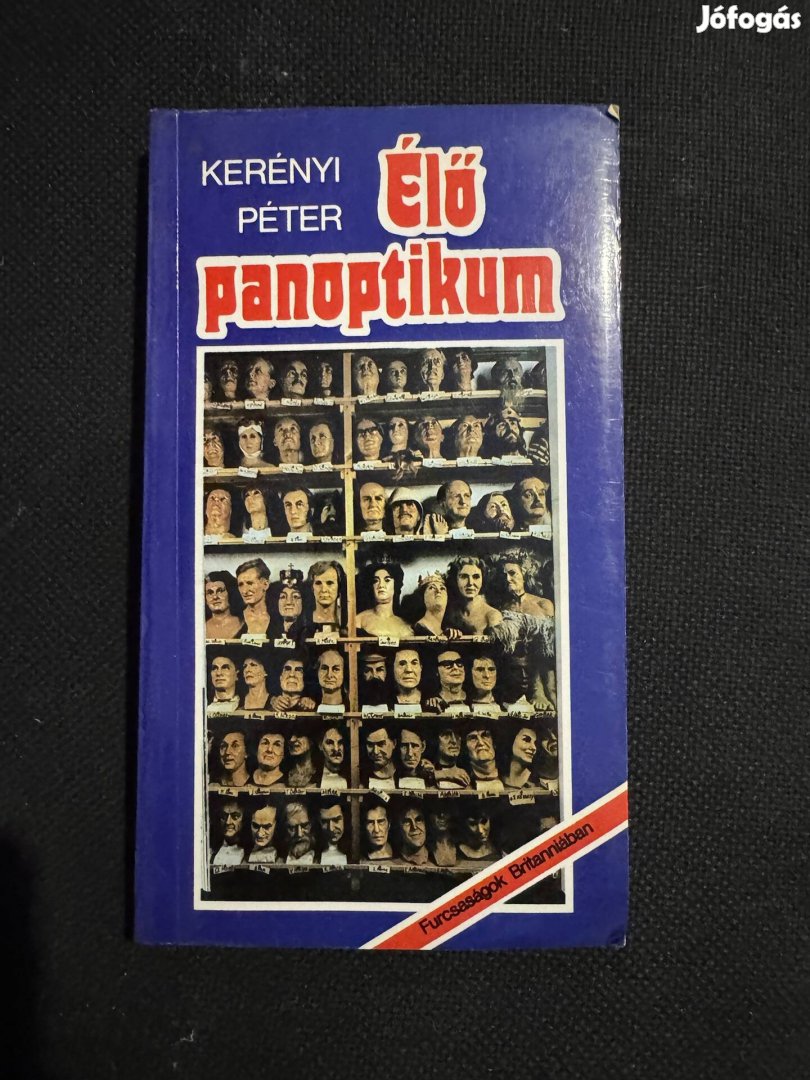 Jófogás
KERÉNYI
PÉTER
Élő
panoptikum
Furcsaságok Britanniában